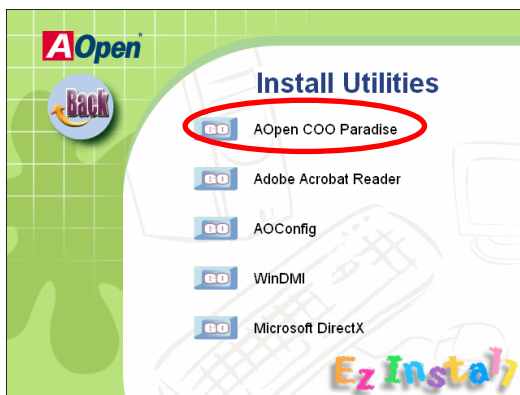 AOpen
Back
Install Utilities
GO AOpen COO Paradise
GO Adobe Acrobat Reader
GO AOConfig
GO WinDMI
GO Microsoft DirectX
Ez Install